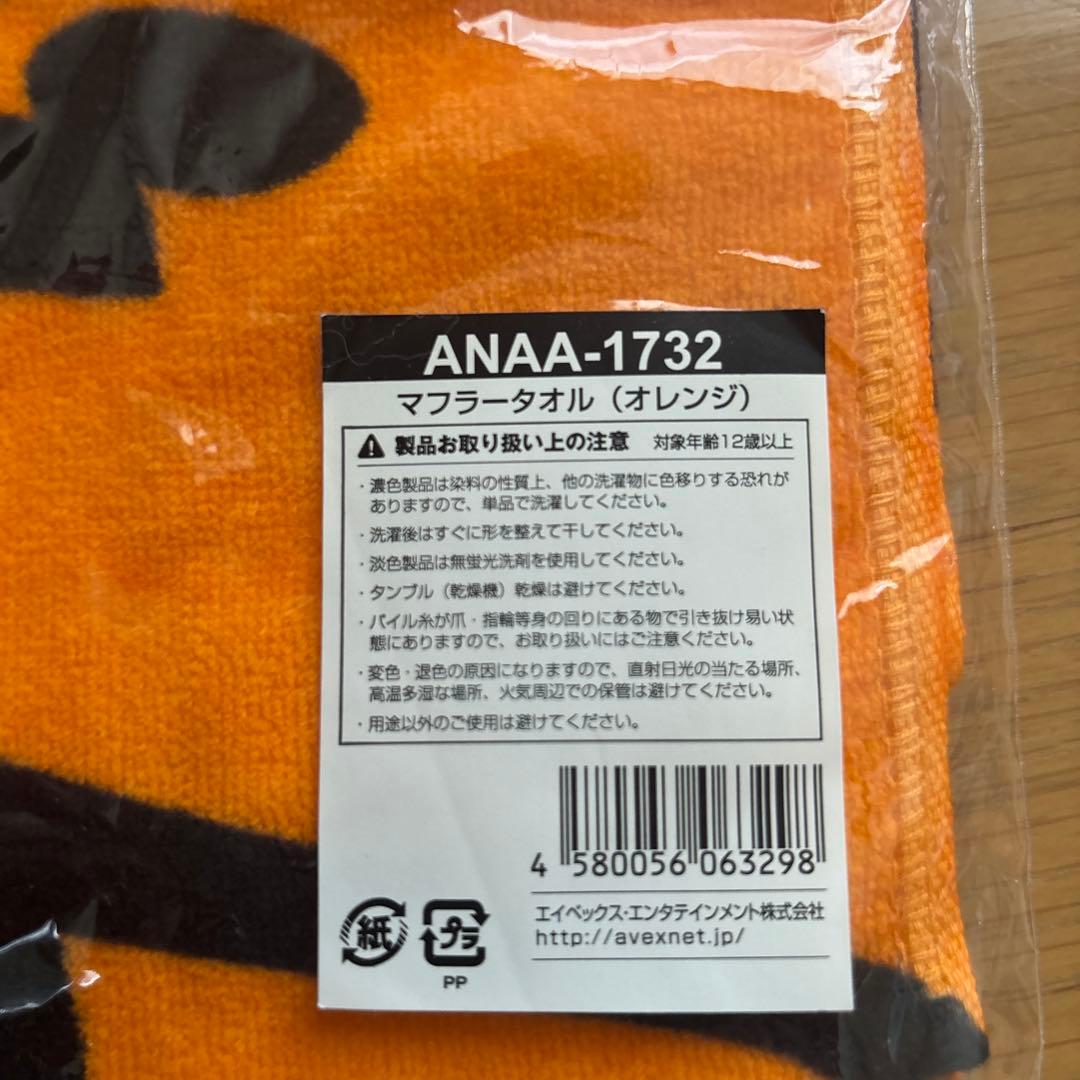 ANAA-1732
マフラータオル（オレンジ）
製品お取り扱い上の注意 対象年齢12歳以上
・濃色製品は染料の性質上、他の洗濯物に色移りする恐れが
ありますので、単品で洗濯してください。
・洗濯後はすぐに形を整えて干してください。
・淡色製品は無蛍光洗剤を使用してください。
・タンブル（乾燥機）乾燥は避けてください。
・パイル糸が爪・指輪等身の回りにある物で引き抜け易い状
態にありますので、お取り扱いにはご注意ください。
・変色・退色の原因になりますので、直射日光の当たる場所、
高温多湿な場所、火気周辺での保管は避けてください。
・用途以外のご使用は避けてください。
4 580056 063298
紙
プラ
PP
エイベックス・エンタテインメント株式会社
http://avexnet.jp/